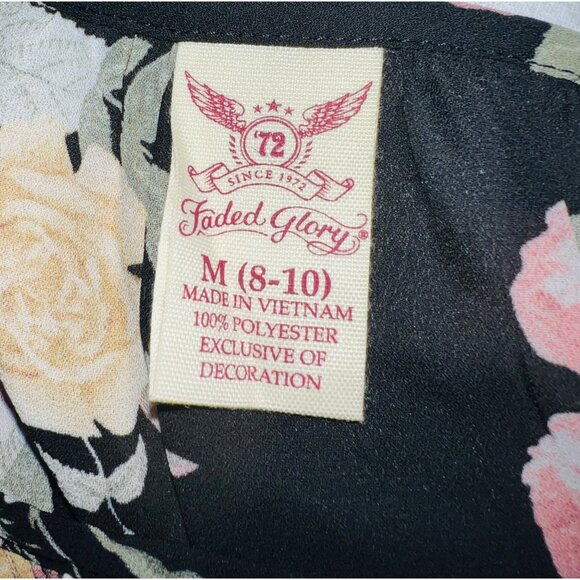 '72
SINCE 1972
Faded Glory®
M (8-10)
MADE IN VIETNAM
100% POLYESTER
EXCLUSIVE OF
DECORATION